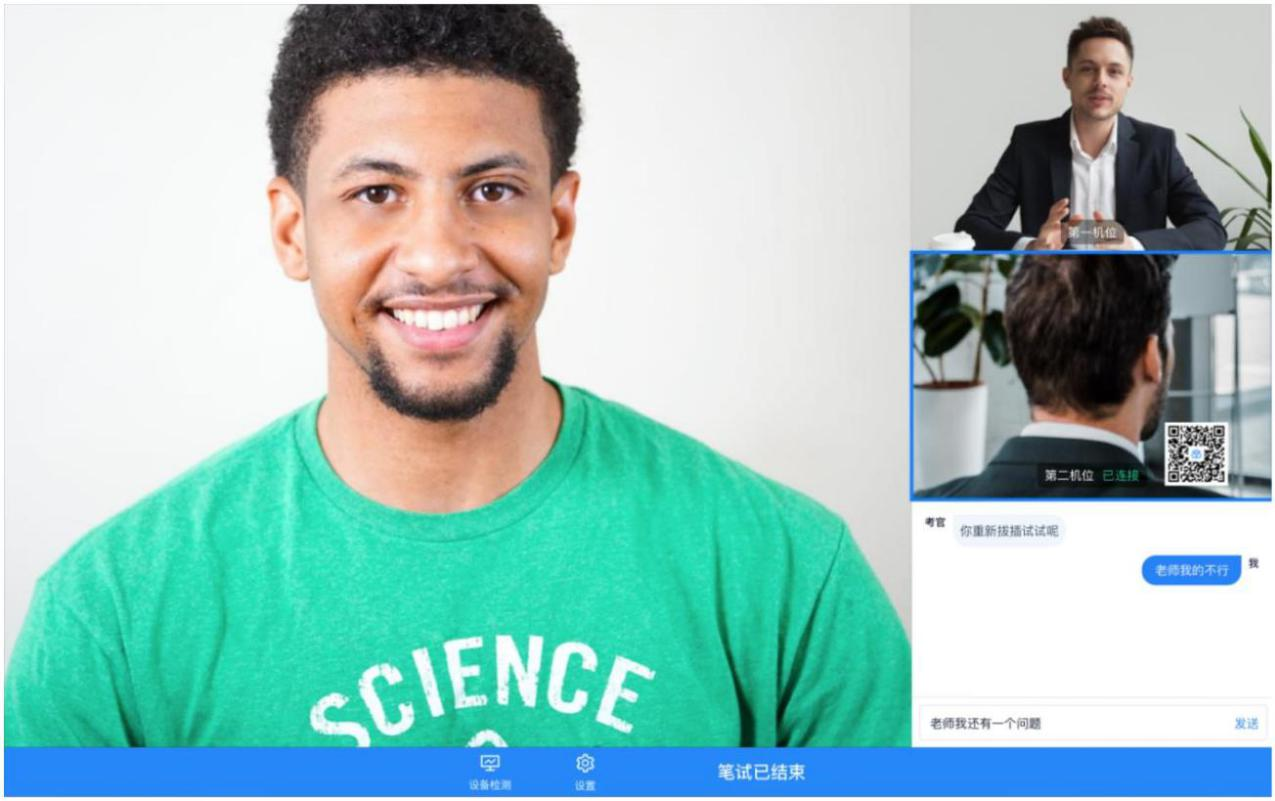 SCIENCE
第一机位
第二机位 已连接
考官 你重新拔插试试呢
老师我的不行 我
老师我还有一个问题 发送
设备检测 设置 笔试已结束